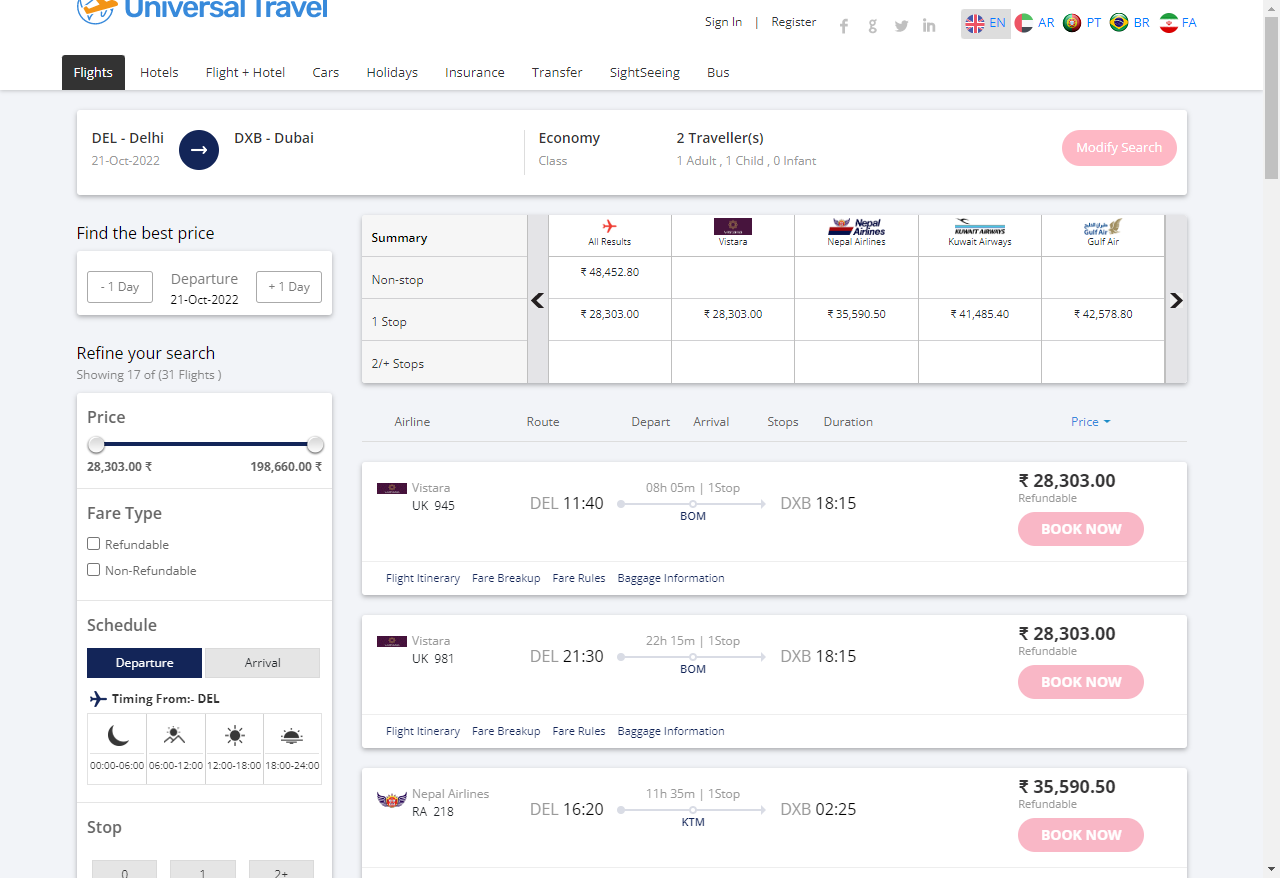 Universal Travel
Sign In | Register
EN AR PT BR FA
Flights Hotels Flight + Hotel Cars Holidays Insurance Transfer SightSeeing Bus
DEL - Delhi
21-Oct-2022
DXB - Dubai
Economy
Class
2 Traveller(s)
1 Adult , 1 Child , 0 Infant
Modify Search
Find the best price
- 1 Day
Departure
21-Oct-2022
+ 1 Day
Refine your search
Showing 17 of (31 Flights )
Price
28,303.00 ₹ 198,660.00 ₹
Fare Type
Refundable
Non-Refundable
Schedule
Departure Arrival
Timing From:- DEL
00:00-06:00 06:00-12:00 12:00-18:00 18:00-24:00
Stop
0 1 2+
Summary All Results Vistara Nepal Airlines Kuwait Airways Gulf Air
Non-stop ₹ 48,452.80
1 Stop ₹ 28,303.00 ₹ 28,303.00 ₹ 35,590.50 ₹ 41,485.40 ₹ 42,578.80
2/+ Stops
Airline Route Depart Arrival Stops Duration Price
Vistara
UK 945
DEL 11:40
08h 05m | 1Stop
BOM
DXB 18:15
₹ 28,303.00
Refundable
BOOK NOW
Flight Itinerary Fare Breakup Fare Rules Baggage Information
Vistara
UK 981
DEL 21:30
22h 15m | 1Stop
BOM
DXB 18:15
₹ 28,303.00
Refundable
BOOK NOW
Flight Itinerary Fare Breakup Fare Rules Baggage Information
Nepal Airlines
RA 218
DEL 16:20
11h 35m | 1Stop
KTM
DXB 02:25
₹ 35,590.50
Refundable
BOOK NOW